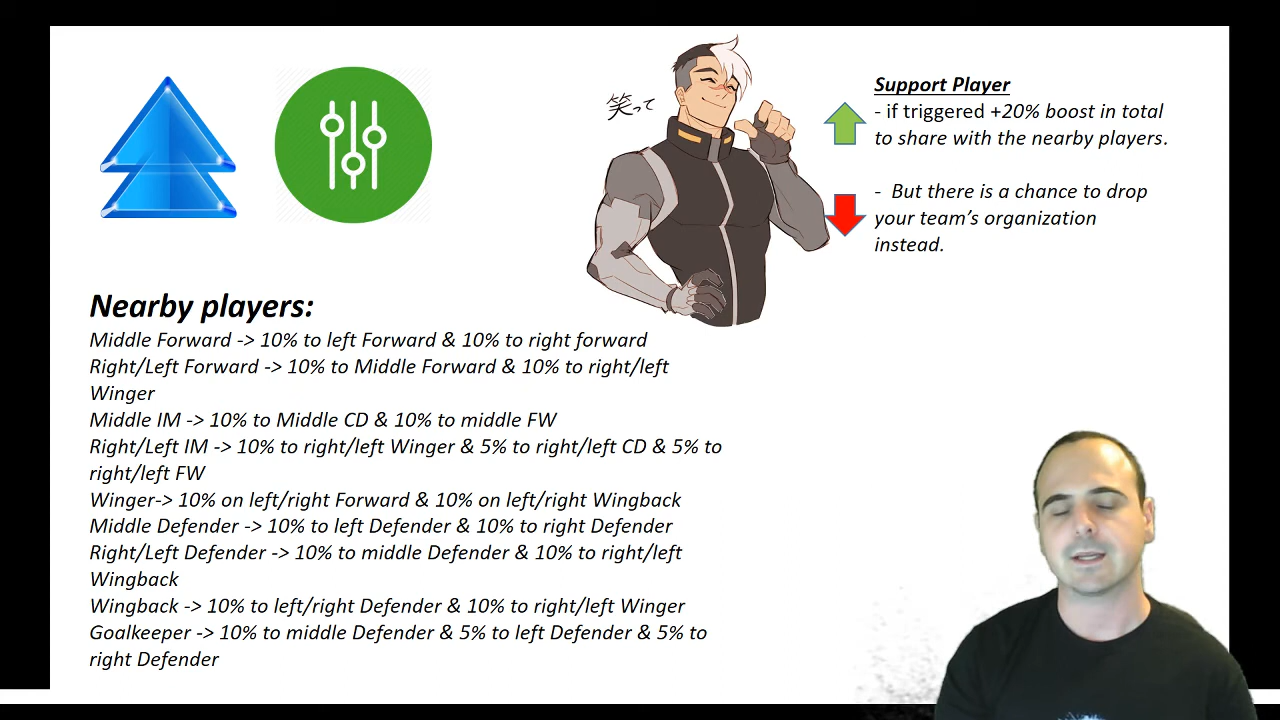 笑って
Support Player
- if triggered +20% boost in total
to share with the nearby players.
- But there is a chance to drop
your team’s organization
instead.
Nearby players:
Middle Forward -> 10% to left Forward & 10% to right forward
Right/Left Forward -> 10% to Middle Forward & 10% to right/left
Winger
Middle IM -> 10% to Middle CD & 10% to middle FW
Right/Left IM -> 10% to right/left Winger & 5% to right/left CD & 5% to
right/left FW
Winger-> 10% on left/right Forward & 10% on left/right Wingback
Middle Defender -> 10% to left Defender & 10% to right Defender
Right/Left Defender -> 10% to middle Defender & 10% to right/left
Wingback
Wingback -> 10% to left/right Defender & 10% to right/left Winger
Goalkeeper -> 10% to middle Defender & 5% to left Defender & 5% to
right Defender